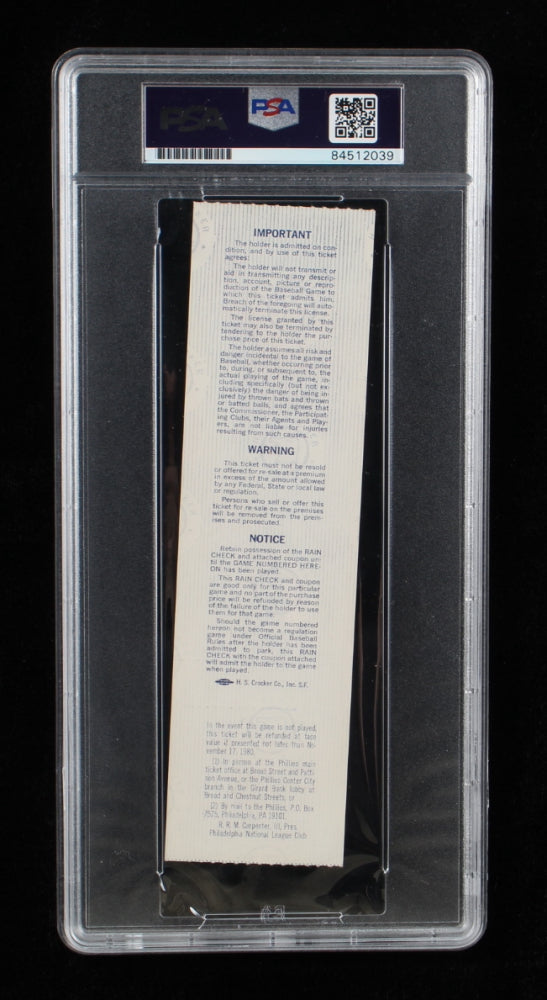 PSA
PSA
84512039
IMPORTANT
The holder is admitted on con-
dition, and by use of this ticket
agrees:
The holder will not transmit or
aid in transmitting any descrip-
tion, account, picture or repro-
duction of the Baseball Game to
which this ticket admits him.
Breach of the foregoing will auto-
matically terminate this license.
The license granted by this
ticket may also be terminated by
tendering to the holder the pur-
chase price of this ticket.
The holder assumes all risk and
danger incidental to the game of
Baseball, whether occurring prior
to, during, or subsequent to, the
actual playing of the game, in-
cluding specifically (but not ex-
clusively) the danger of being in-
jured by thrown bats and thrown
or batted balls, and agrees that
the Commissioner, the Participat-
ing Clubs, their Agents and Play-
ers, are not liable for injuries
resulting from such causes.
WARNING
This ticket must not be resold
or offered for re-sale at a premium
in excess of the amount allowed
by any Federal, State or local law
or regulation.
Persons who sell or offer this
ticket for re-sale on the premises
will be removed from the prem-
ises and prosecuted.
NOTICE
Retain possession of the RAIN
CHECK and attached coupon un-
til the GAME NUMBERED HERE-
ON has been played.
This RAIN CHECK and coupon
are good only for this particular
game and no part of the purchase
price will be refunded by reason
of the failure of the holder to use
them for that game.
Should the game numbered
hereon not become a regulation
game under Official Baseball
Rules after the holder has been
admitted to park, this RAIN
CHECK with the coupon attached
will admit the holder to the game
when played.
H. S. Crocker Co., Inc. S.F.
In the event this game is not played,
this ticket will be refunded at face
value if presented not later than No-
vember 17, 1980.
(1) In person at the Phillies main
ticket office at Broad Street and Patti-
son Avenue, or the Phillies Center City
branch in the Girard Bank lobby at
Broad and Chestnut Streets, or
(2) By mail to the Phillies, P.O. Box
7575, Philadelphia, PA 19101.
R. R. M. Carpenter, III, Pres.
Philadelphia National League Club